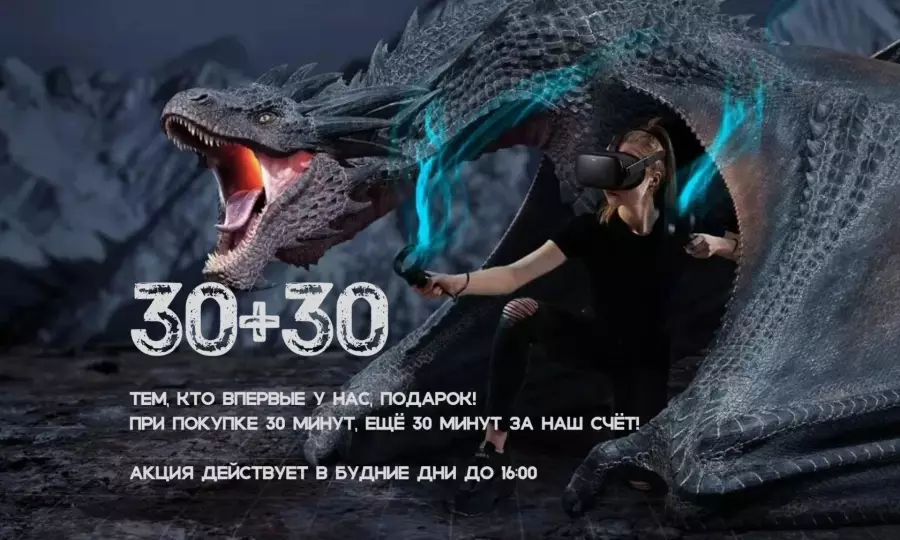 30+30
ТЕМ, КТО ВПЕРВЫЕ У НАС, ПОДАРОК!
ПРИ ПОКУПКЕ 30 МИНУТ, ЕЩЁ 30 МИНУТ ЗА НАШ СЧЁТ!
АКЦИЯ ДЕЙСТВУЕТ В БУДНИЕ ДНИ ДО 16:00